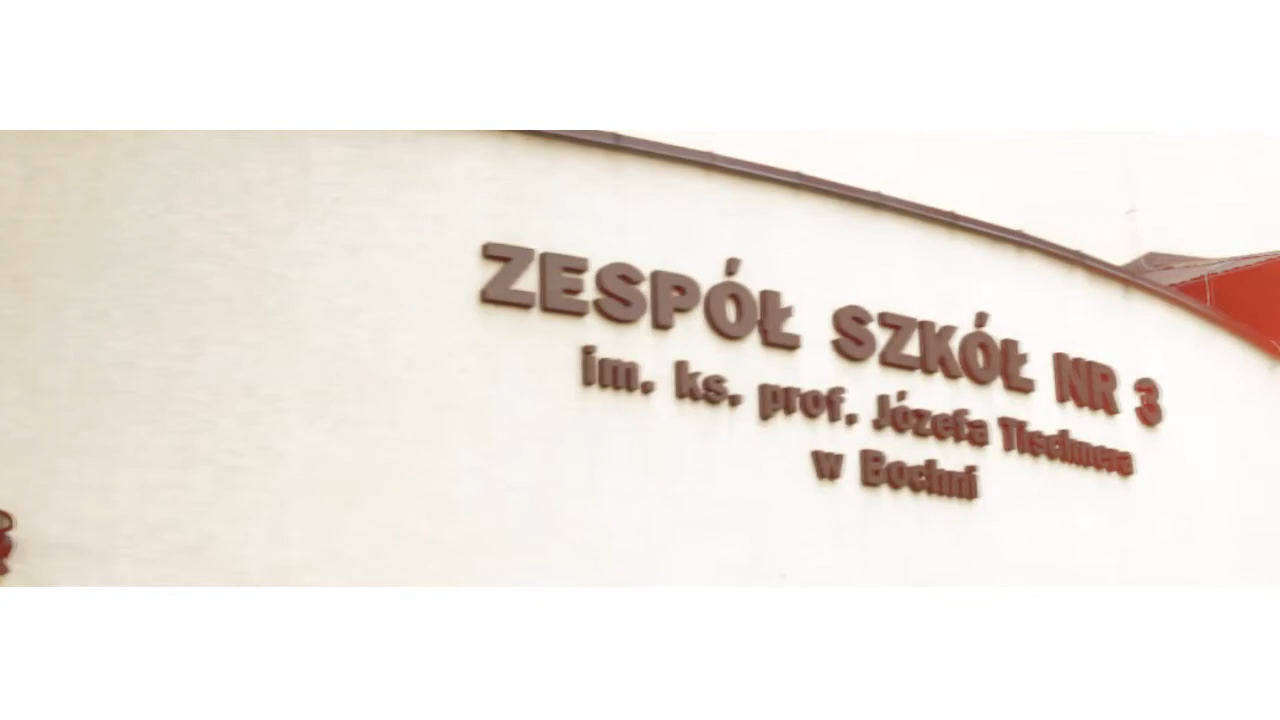 ZESPÓŁ SZKÓŁ NR 3
im. ks. prof. Józefa Tischnera
w Bochni